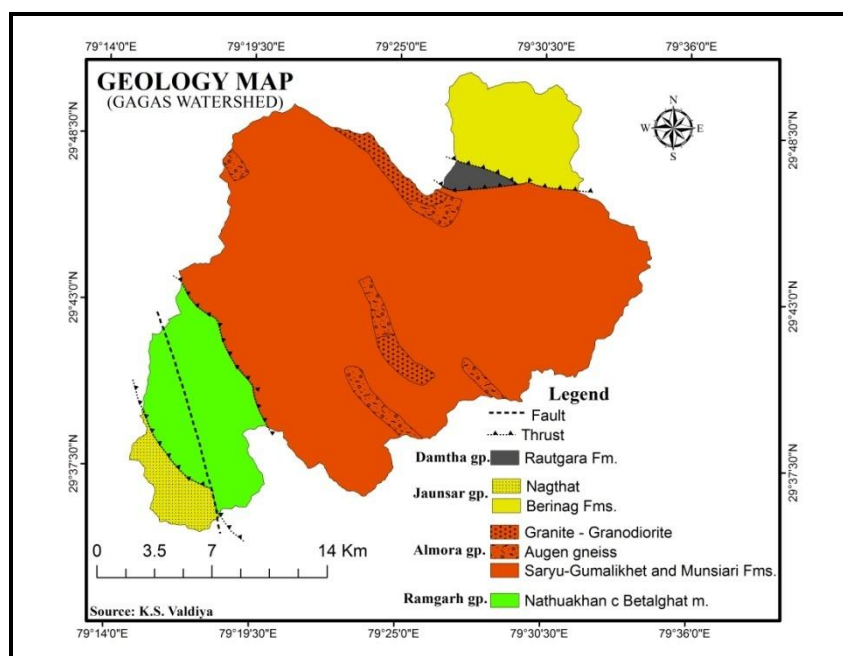 79°14'0"E 79°19'30"E 79°25'0"E 79°30'30"E 79°36'0"E
GEOLOGY MAP
(GAGAS WATERSHED)
N
W E
S
29°48'30"N 29°48'30"N
29°43'0"N 29°43'0"N
29°37'30"N 29°37'30"N
Legend
Fault
Thrust
Damtha gp. Rautgara Fm.
Jaunsar gp. Nagthat
Berinag Fms.
Granite - Granodiorite
Almora gp. Augen gneiss
Saryu-Gumalikhet and Munsiari Fms.
Ramgarh gp. Nathuakhan c Betalghat m.
0 3.5 7 14 Km
Source: K.S. Valdiya
79°14'0"E 79°19'30"E 79°25'0"E 79°30'30"E 79°36'0"E